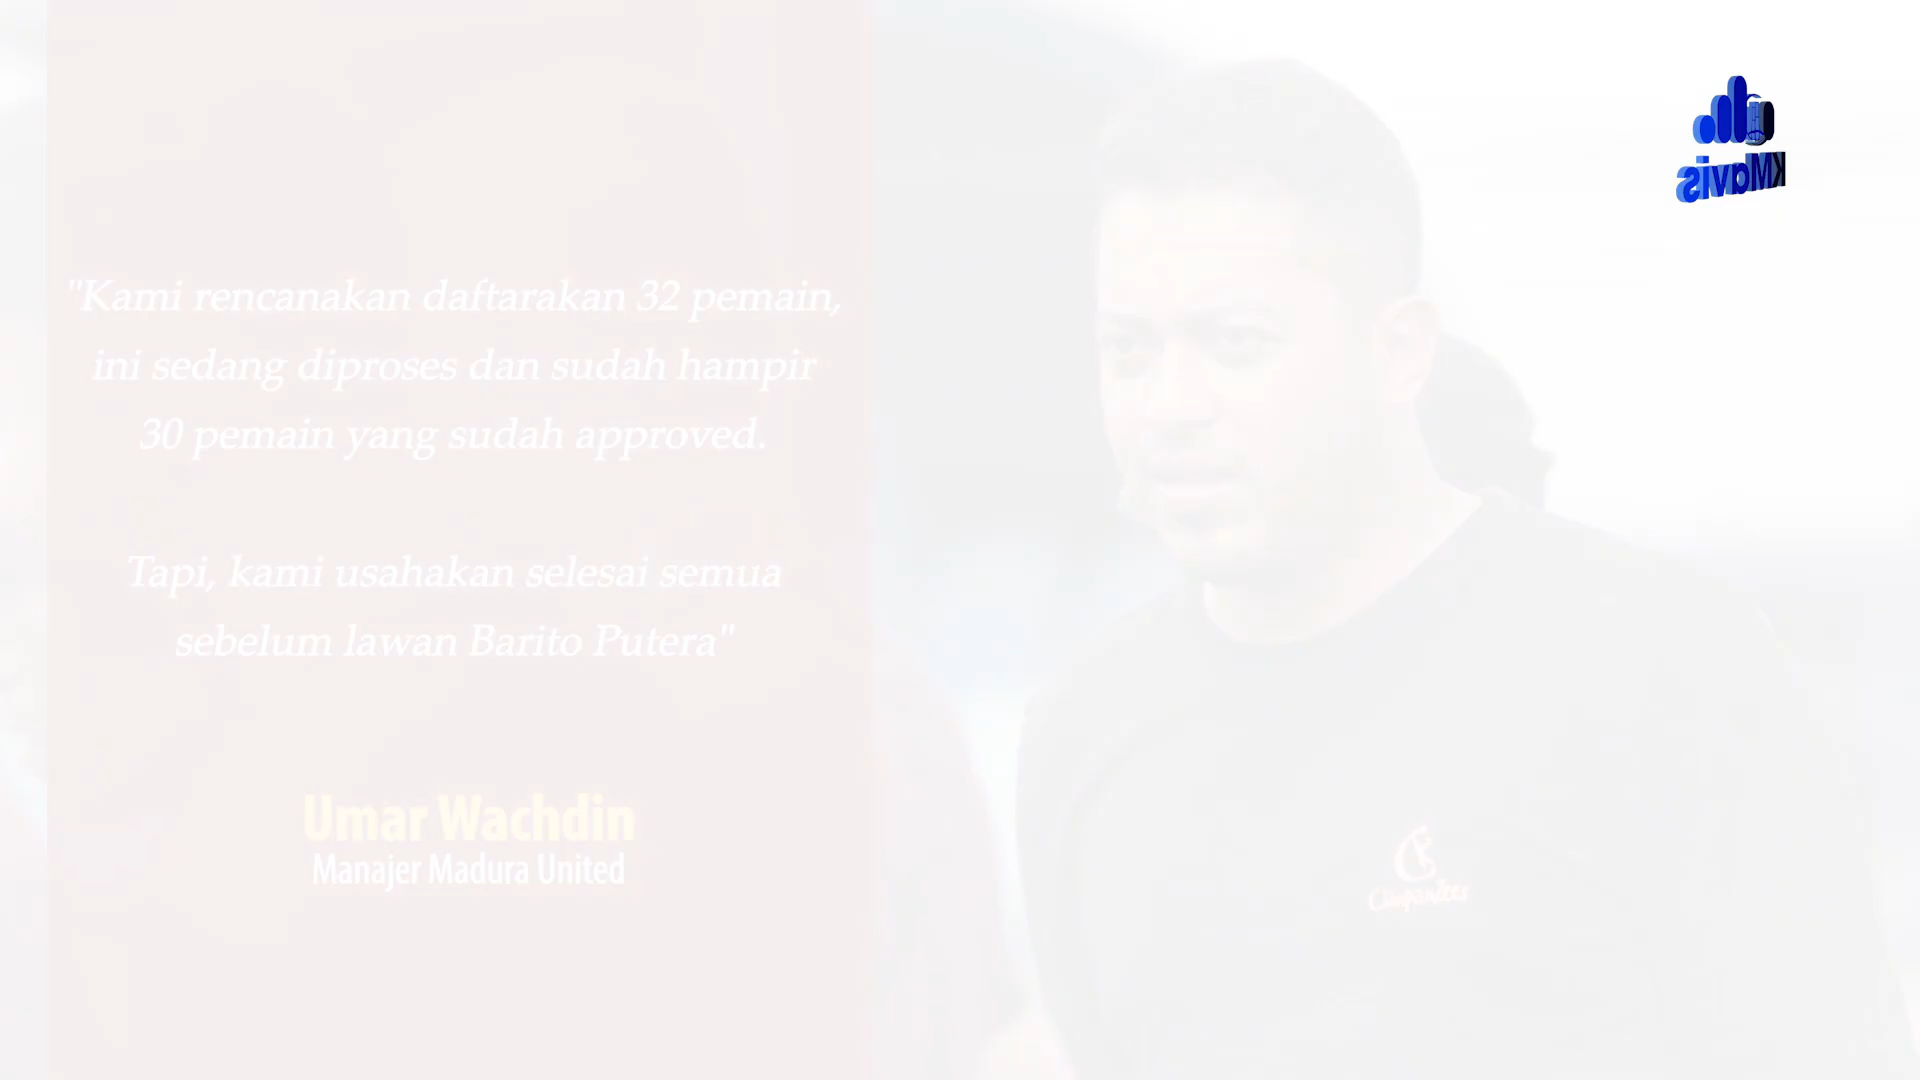 "Kami rencanakan daftarakan 32 pemain,
ini sedang diproses dan sudah hampir
30 pemain yang sudah approved.
Tapi, kami usahakan selesai semua
sebelum lawan Barito Putera"
Umar Wachdin
Manajer Madura United
KMavis